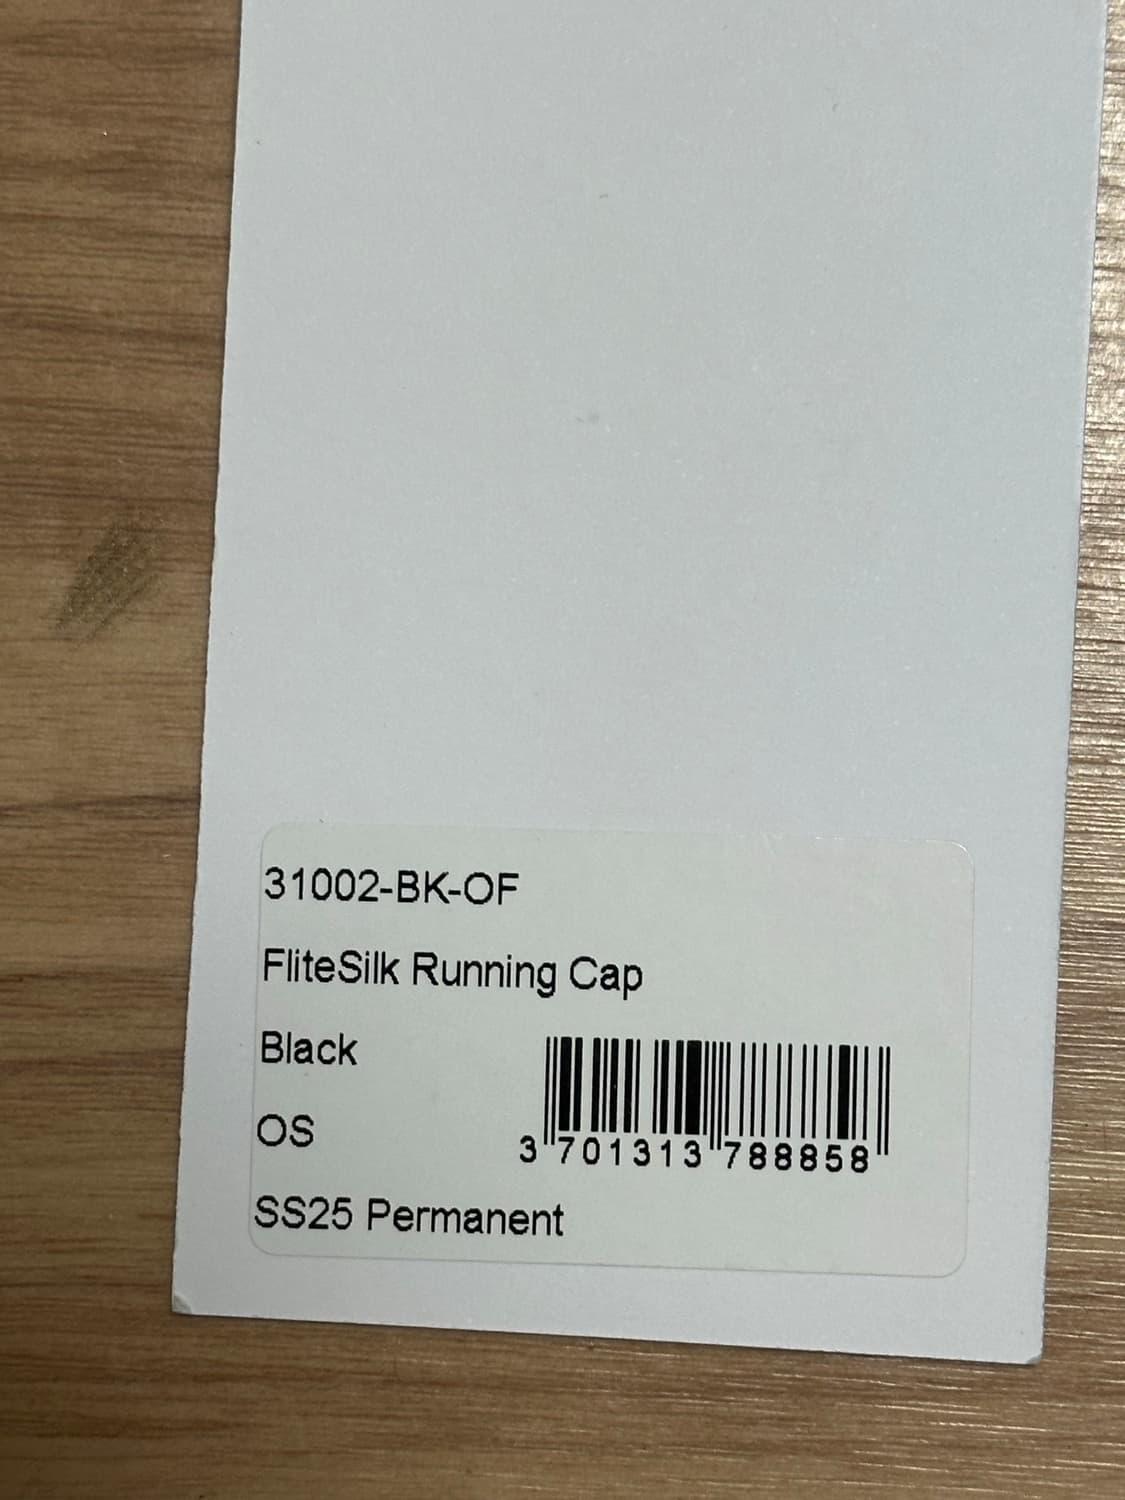 31002-BK-OF
FliteSilk Running Cap
Black
OS
3 701313 788858
SS25 Permanent